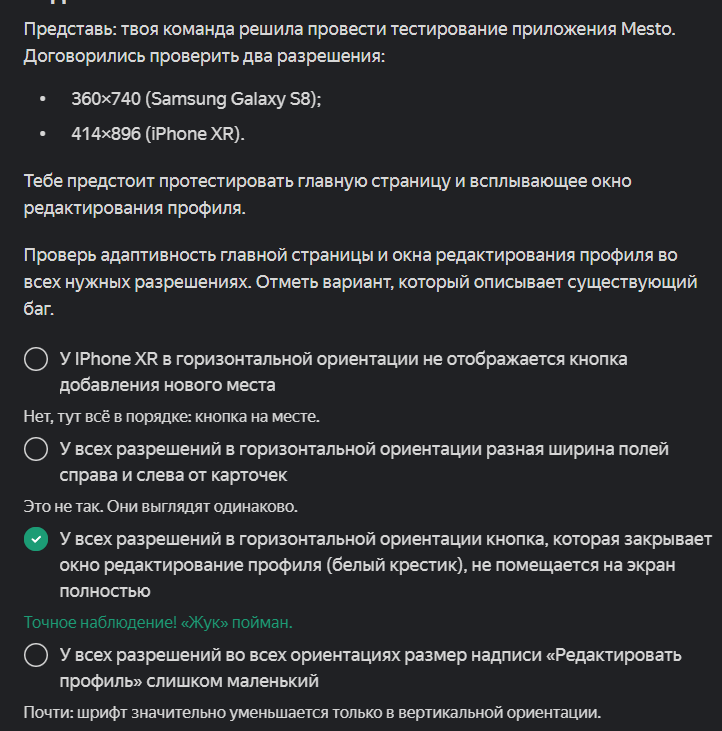 Представь: твоя команда решила провести тестирование приложения Mesto.
Договорились проверить два разрешения:
• 360×740 (Samsung Galaxy S8);
• 414×896 (iPhone XR).
Тебе предстоит протестировать главную страницу и всплывающее окно
редактирования профиля.
Проверь адаптивность главной страницы и окна редактирования профиля во
всех нужных разрешениях. Отметь вариант, который описывает существующий
баг.
У IPhone XR в горизонтальной ориентации не отображается кнопка
добавления нового места
Нет, тут всё в порядке: кнопка на месте.
У всех разрешений в горизонтальной ориентации разная ширина полей
справа и слева от карточек
Это не так. Они выглядят одинаково.
У всех разрешений в горизонтальной ориентации кнопка, которая закрывает
окно редактирование профиля (белый крестик), не помещается на экран
полностью
Точное наблюдение! «Жук» пойман.
У всех разрешений во всех ориентациях размер надписи «Редактировать
профиль» слишком маленький
Почти: шрифт значительно уменьшается только в вертикальной ориентации.